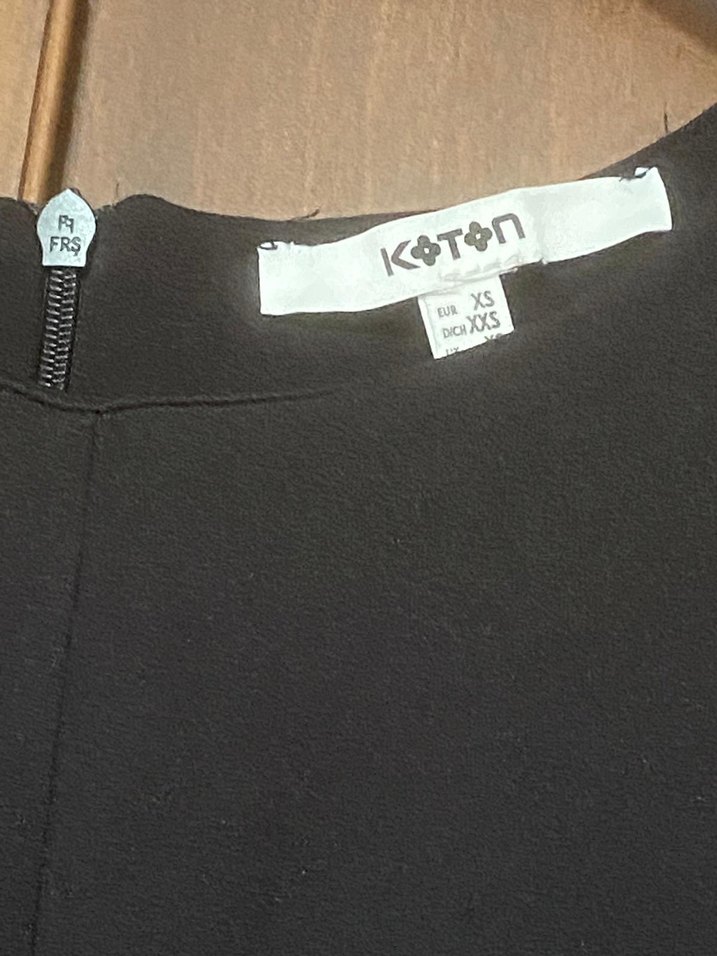 FRS
KOTON
EUR XS
D/CH XXS